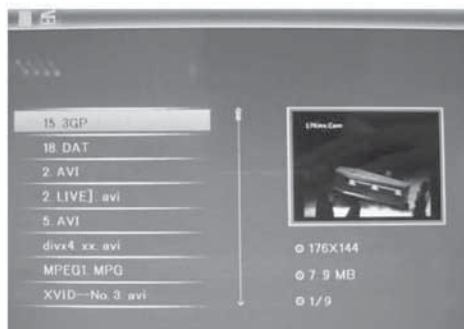 15. 3GP
18. DAT
2. AVI
2. LIVE]. avi
5. AVI
divx4. xx. avi
MPEG1. MPG
XVID--No. 3. avi
176X144
7. 9 MB
1/9